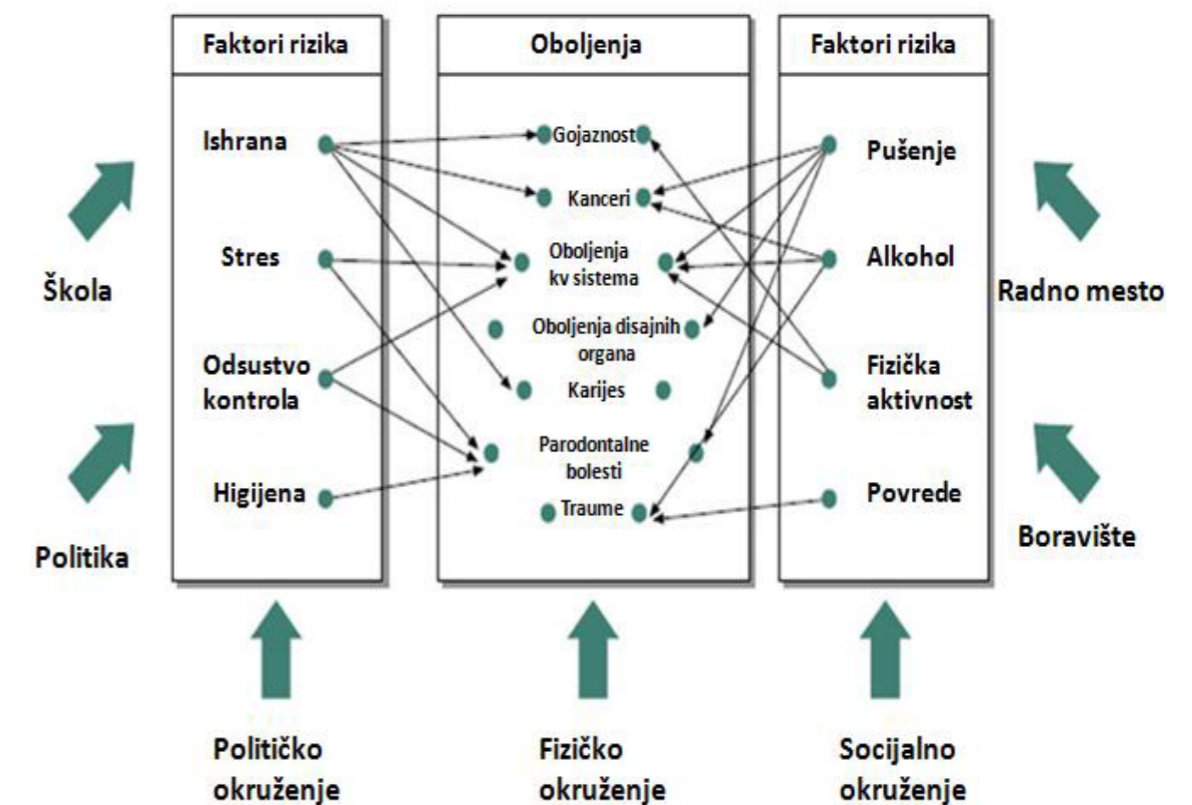 Faktori rizika
Ishrana
Stres
Odsustvo
kontrola
Higijena
Oboljenja
Gojaznost
Kanceri
Oboljenja
kv sistema
Oboljenja disajnih
organa
Karijes
Parodontalne
bolesti
Traume
Faktori rizika
Pušenje
Alkohol
Fizička
aktivnost
Povrede
Škola
Politika
Radno mesto
Boravište
Političko
okruženje
Fizičko
okruženje
Socijalno
okruženje